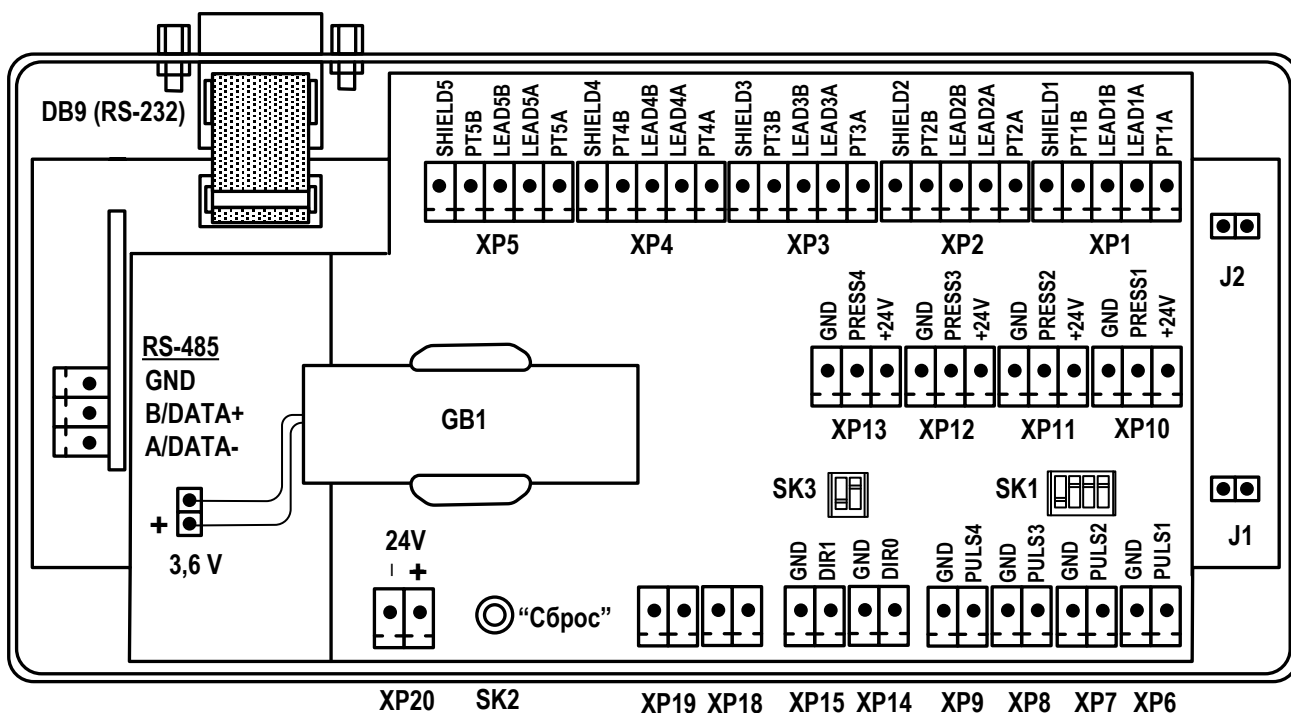 DB9 (RS-232)
SHIELD5
PT5B
LEAD5B
LEAD5A
PT5A
SHIELD4
PT4B
LEAD4B
LEAD4A
PT4A
SHIELD3
PT3B
LEAD3B
LEAD3A
PT3A
SHIELD2
PT2B
LEAD2B
LEAD2A
PT2A
SHIELD1
PT1B
LEAD1B
LEAD1A
PT1A
XP5 XP4 XP3 XP2 XP1
J2
GND
PRESS4
+24V
GND
PRESS3
+24V
GND
PRESS2
+24V
GND
PRESS1
+24V
XP13 XP12 XP11 XP10
RS-485
GND
B/DATA+
A/DATA-
GB1
+
3,6 V
SK3
SK1
J1
24V
– +
GND
DIR1
GND
DIR0
GND
PULS4
GND
PULS3
GND
PULS2
GND
PULS1
“Сброс”
XP20 SK2 XP19 XP18 XP15 XP14 XP9 XP8 XP7 XP6